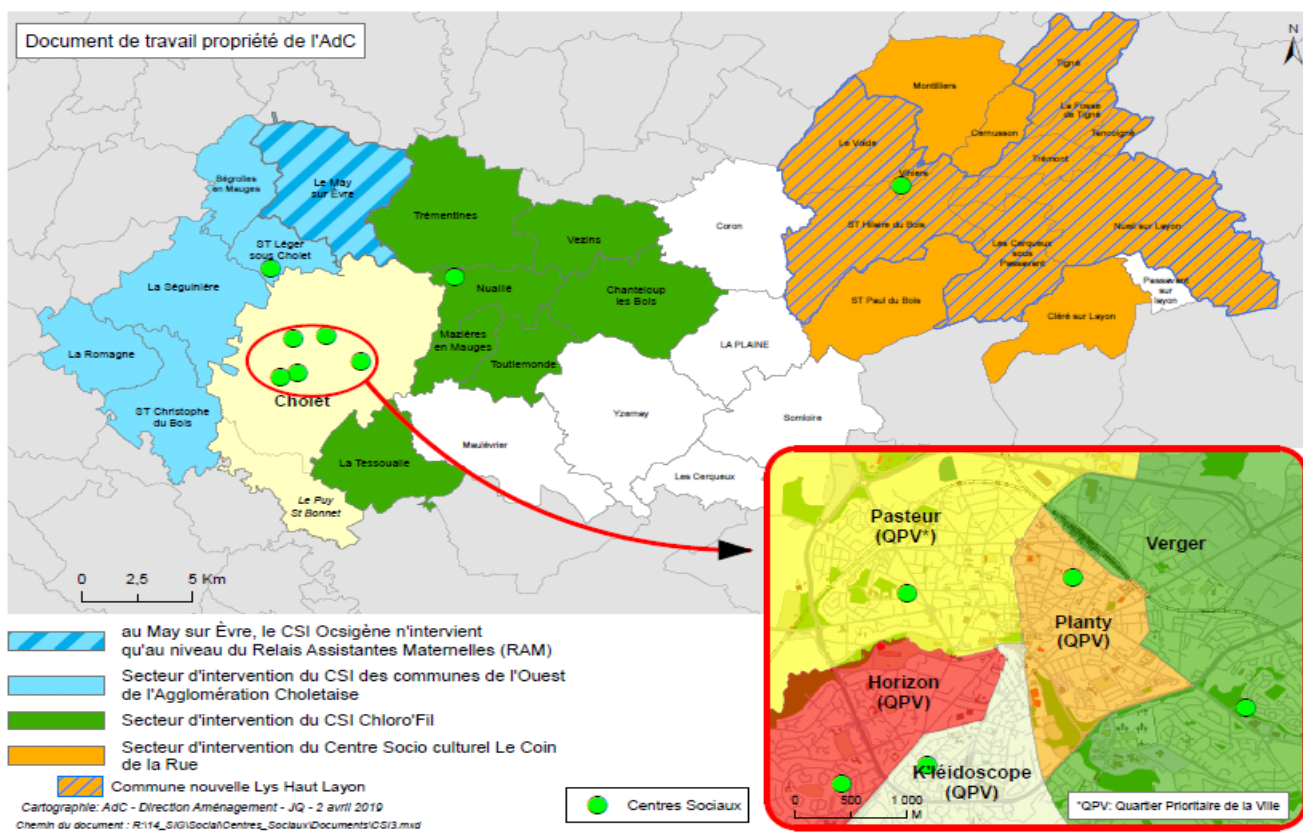 Document de travail propriété de l'AdC
N
Tigné
Montilliers
La Fosse
de Tigné
Cernusson
Tancoigné
Le Voide
Trémont
Vihiers
Bégrolles
en Mauges
Le May
sur Èvre
Trémentines
Coron
ST Hilaire du Bois
Nueil sur Layon
Vezins
ST Léger
sous Cholet
Les Cerqueux
sous
Passavant
La Séguinière
Nuaillé
Chanteloup
les Bois
ST Paul du Bois
Passavant
sur
layon
Cléré sur Layon
Mazières
en Mauges
LA PLAINE
La Romagne
Toutlemonde
Cholet
ST Christophe
du Bois
Yzernay
Somloire
Maulévrier
La Tessoualle
Les Cerqueux
Le Puy
St Bonnet
0 2,5 5 Km
Pasteur
(QPV*)
Verger
Planty
(QPV)
Horizon
(QPV)
K'léidoscope
(QPV)
0 500 1 000
M
*QPV: Quartier Prioritaire de la Ville
au May sur Èvre, le CSI Ocsigène n'intervient
qu'au niveau du Relais Assistantes Maternelles (RAM)
Secteur d'intervention du CSI des communes de l'Ouest
de l'Agglomération Choletaise
Secteur d'intervention du CSI Chloro'Fil
Secteur d'intervention du Centre Socio culturel Le Coin
de la Rue
Commune nouvelle Lys Haut Layon
Centres Sociaux
Cartographie: AdC - Direction Aménagement - JQ - 2 avril 2019
Chemin du document : R:\14_SIG\Social\Centres_Sociaux\Documents\CSI3.mxd